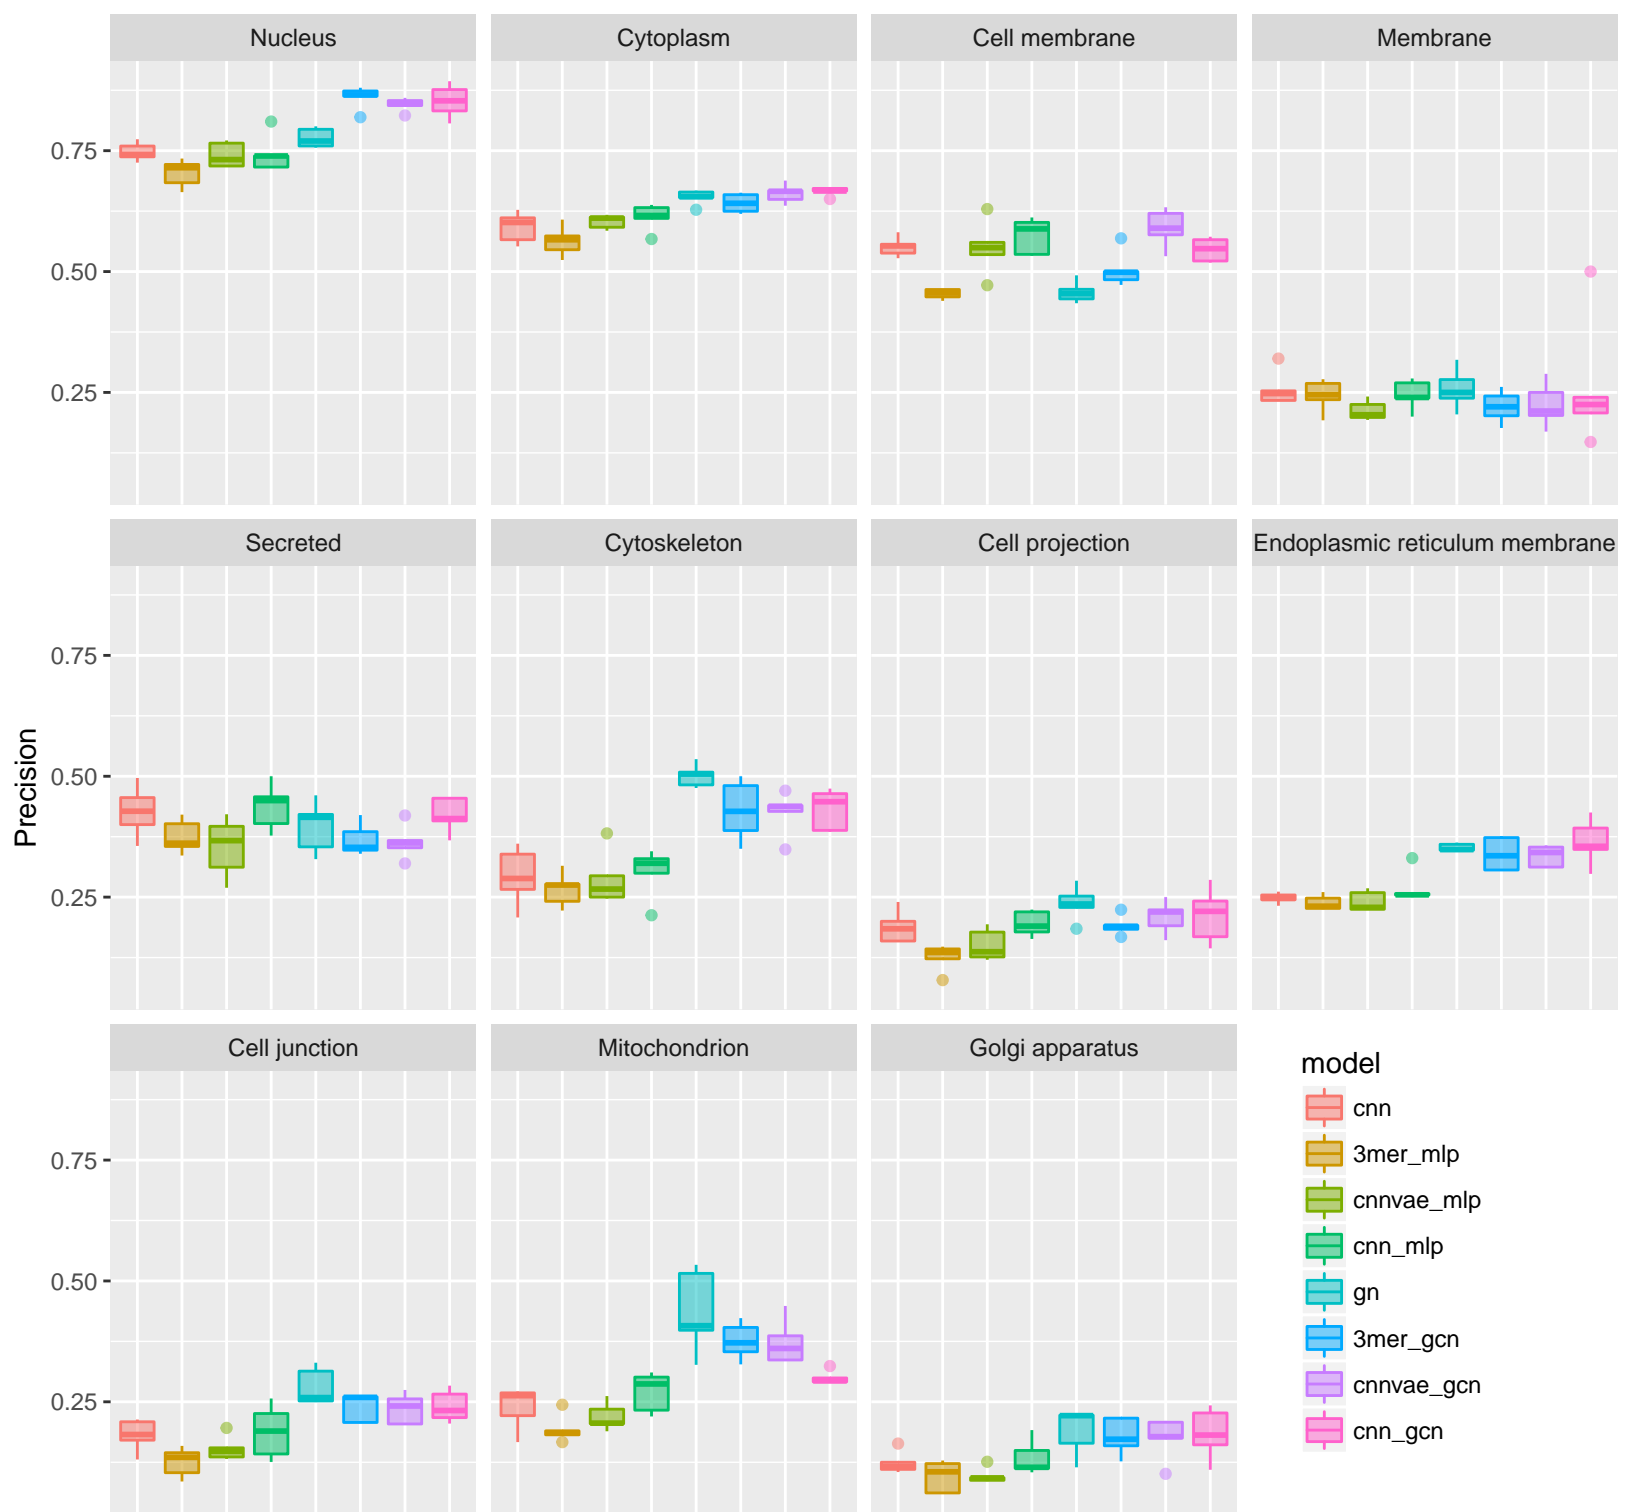 Nucleus Cytoplasm Cell membrane Membrane
0.75
0.50
0.25
Secreted Cytoskeleton Cell projection Endoplasmic reticulum membrane
0.75
0.50
0.25
Precision
Cell junction Mitochondrion Golgi apparatus
0.75
0.50
0.25
model
cnn
3mer_mlp
cnnvae_mlp
cnn_mlp
gn
3mer_gcn
cnnvae_gcn
cnn_gcn